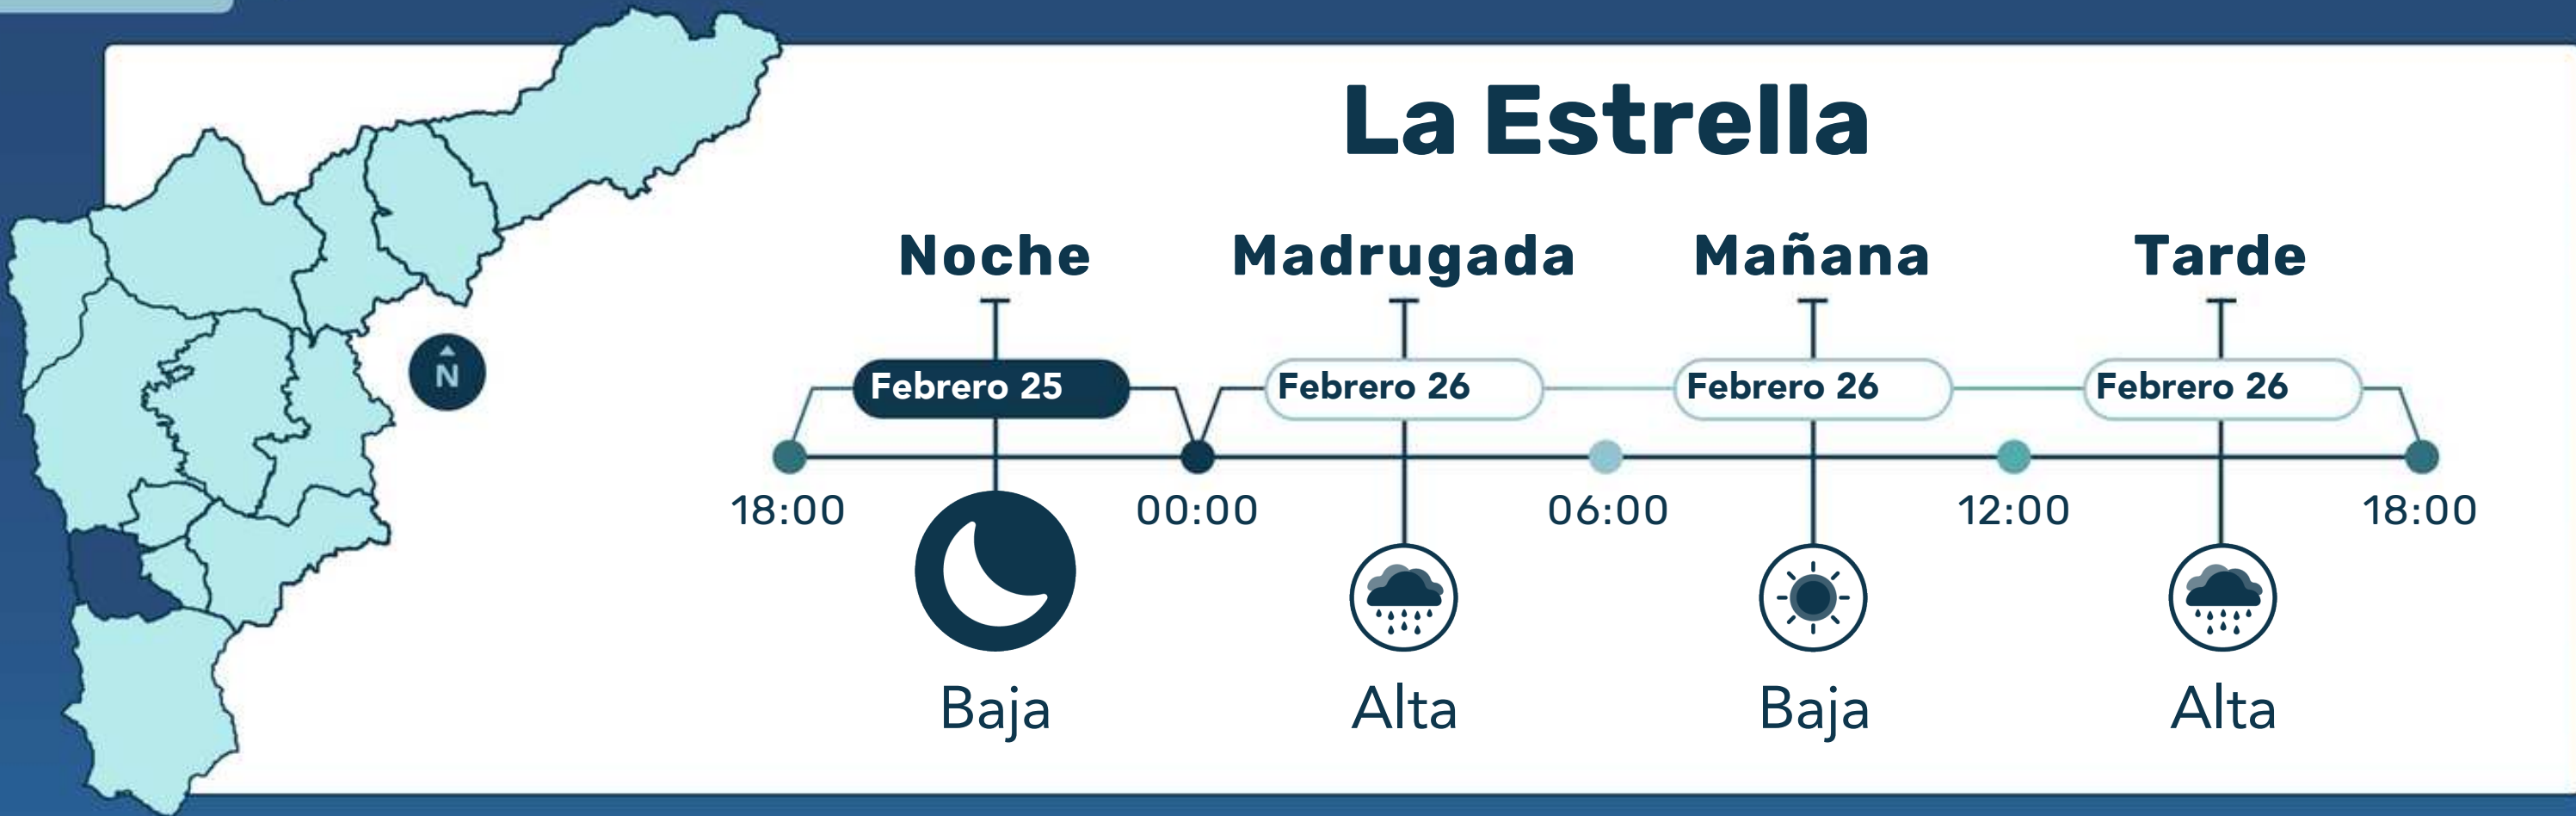 La Estrella
Noche Madrugada Mañana Tarde
Febrero 25 Febrero 26 Febrero 26 Febrero 26
N
18:00 00:00 06:00 12:00 18:00
Baja Alta Baja Alta